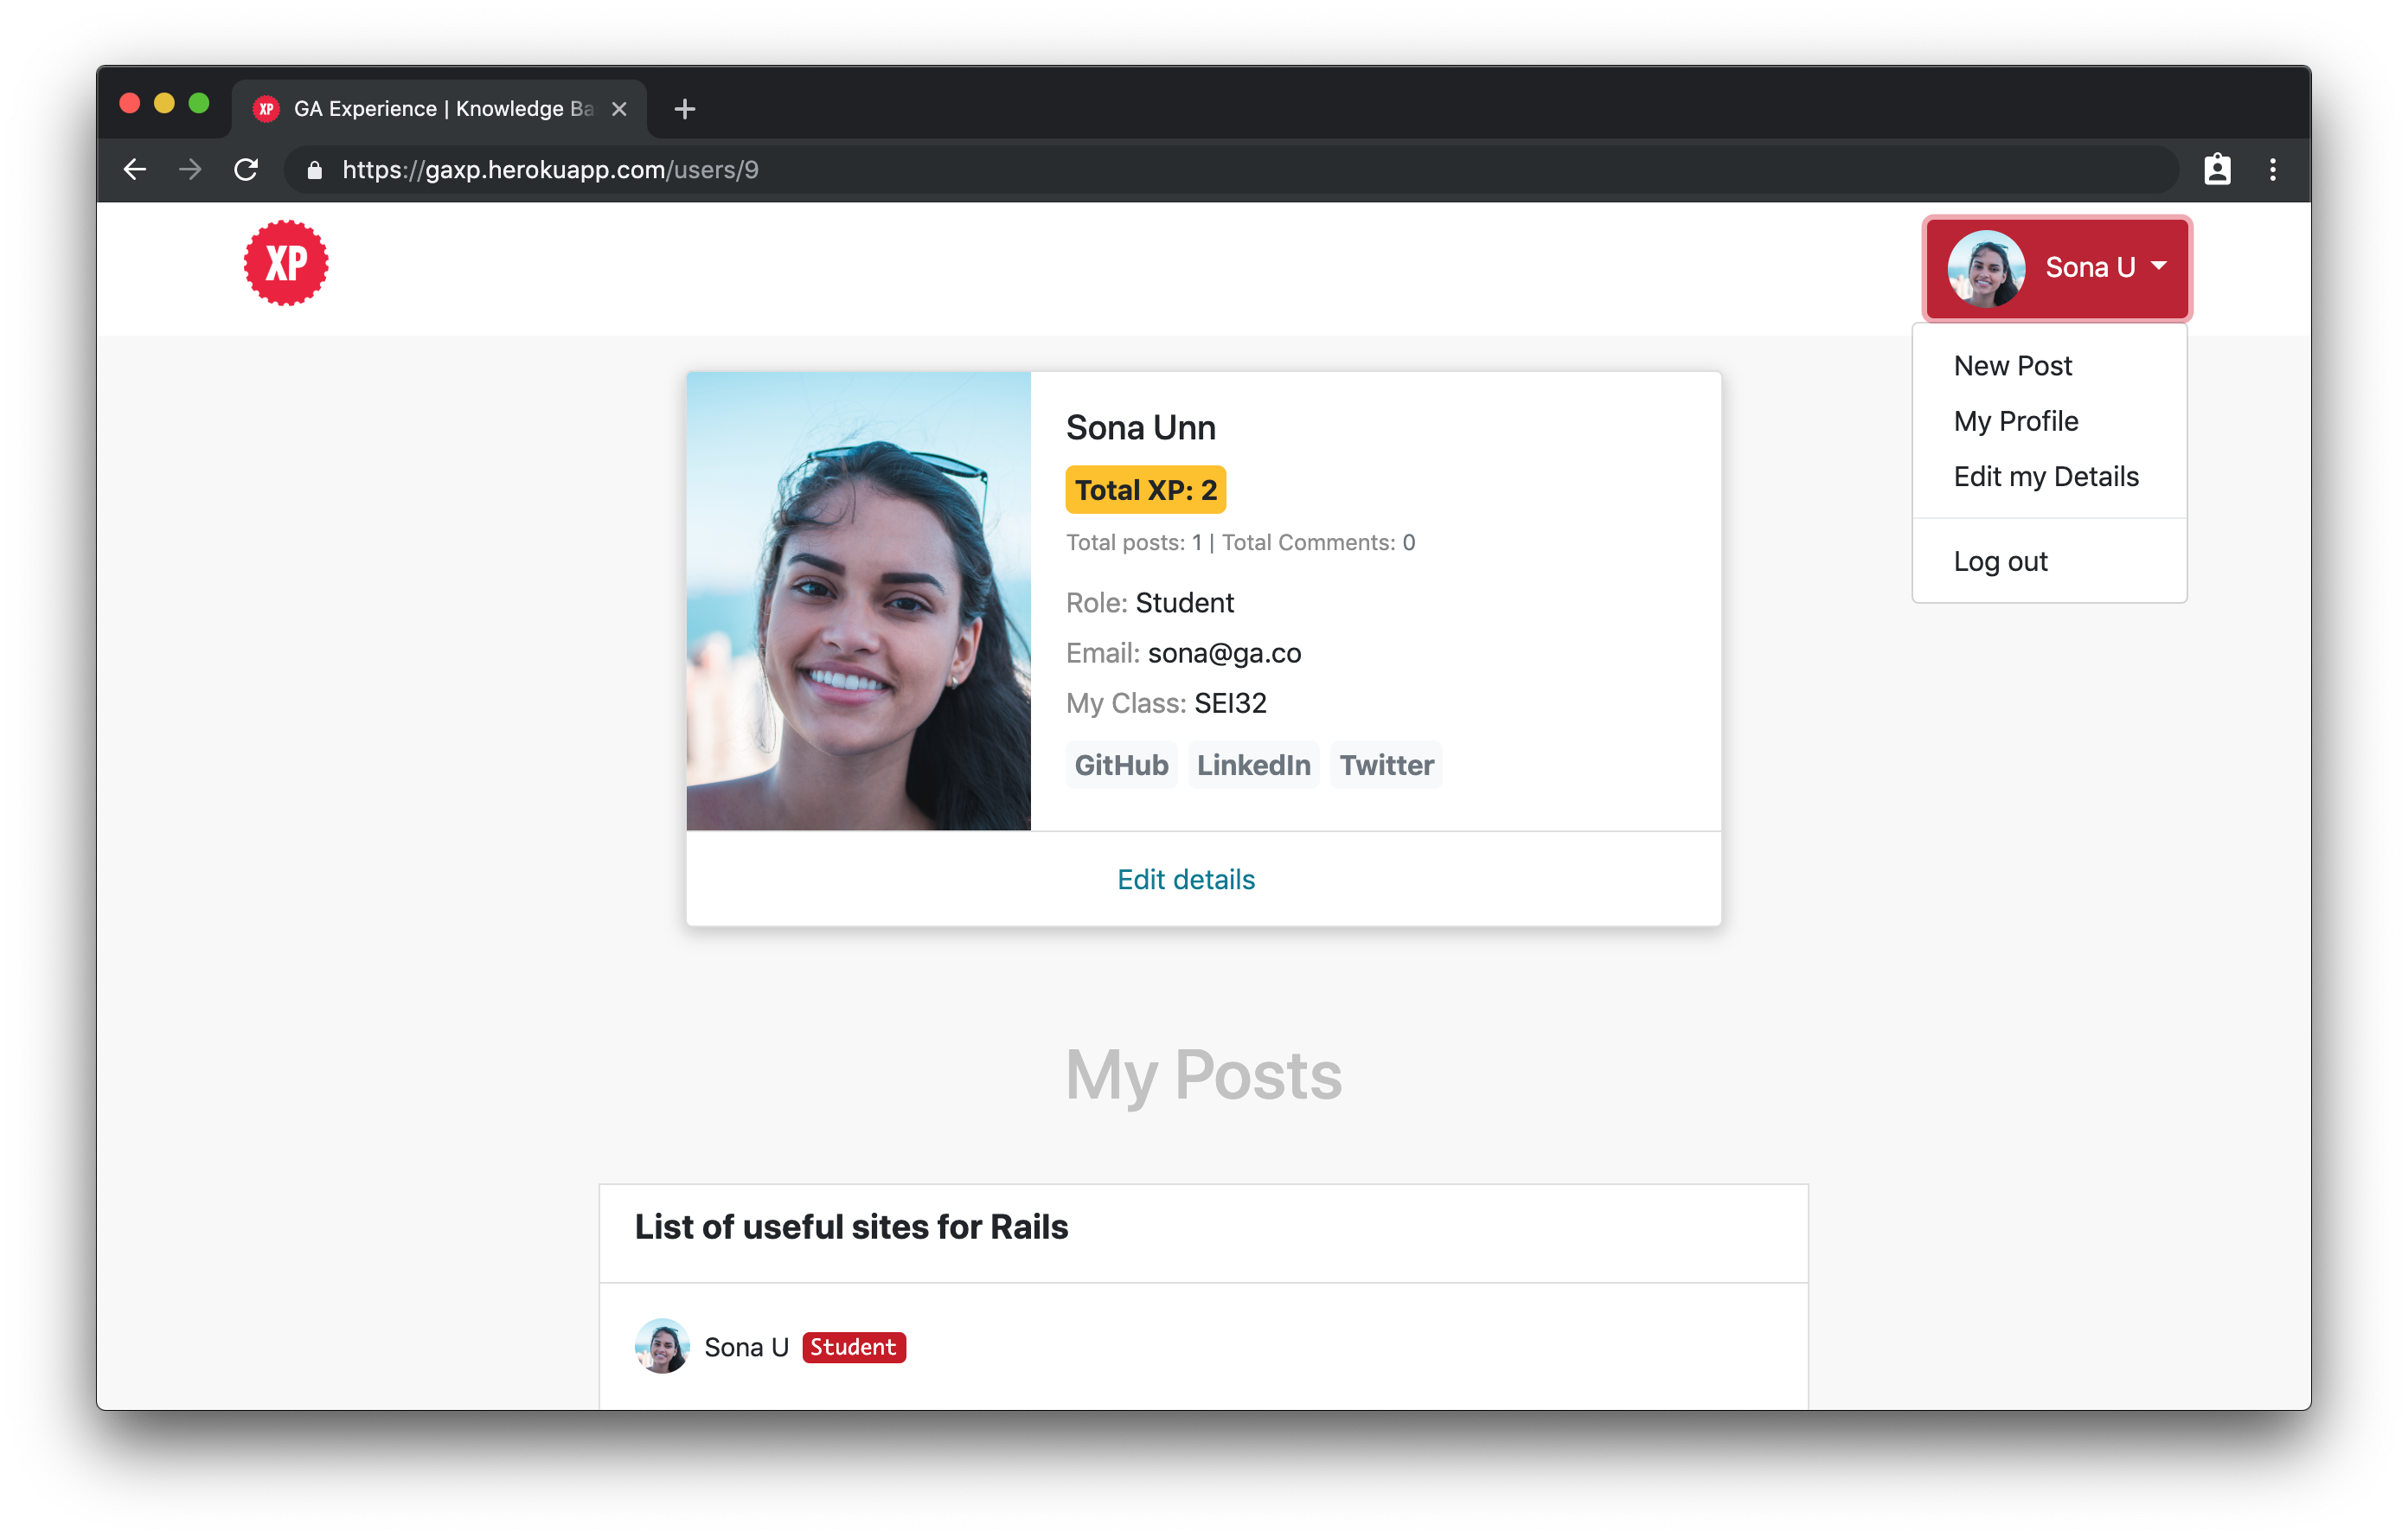 XP GA Experience | Knowledge Ba
https://gaxp.herokuapp.com/users/9
XP
Sona U
New Post
My Profile
Edit my Details
Log out
Sona Unn
Total XP: 2
Total posts: 1 | Total Comments: 0
Role: Student
Email: sona@ga.co
My Class: SEI32
GitHub LinkedIn Twitter
Edit details
My Posts
List of useful sites for Rails
Sona U Student